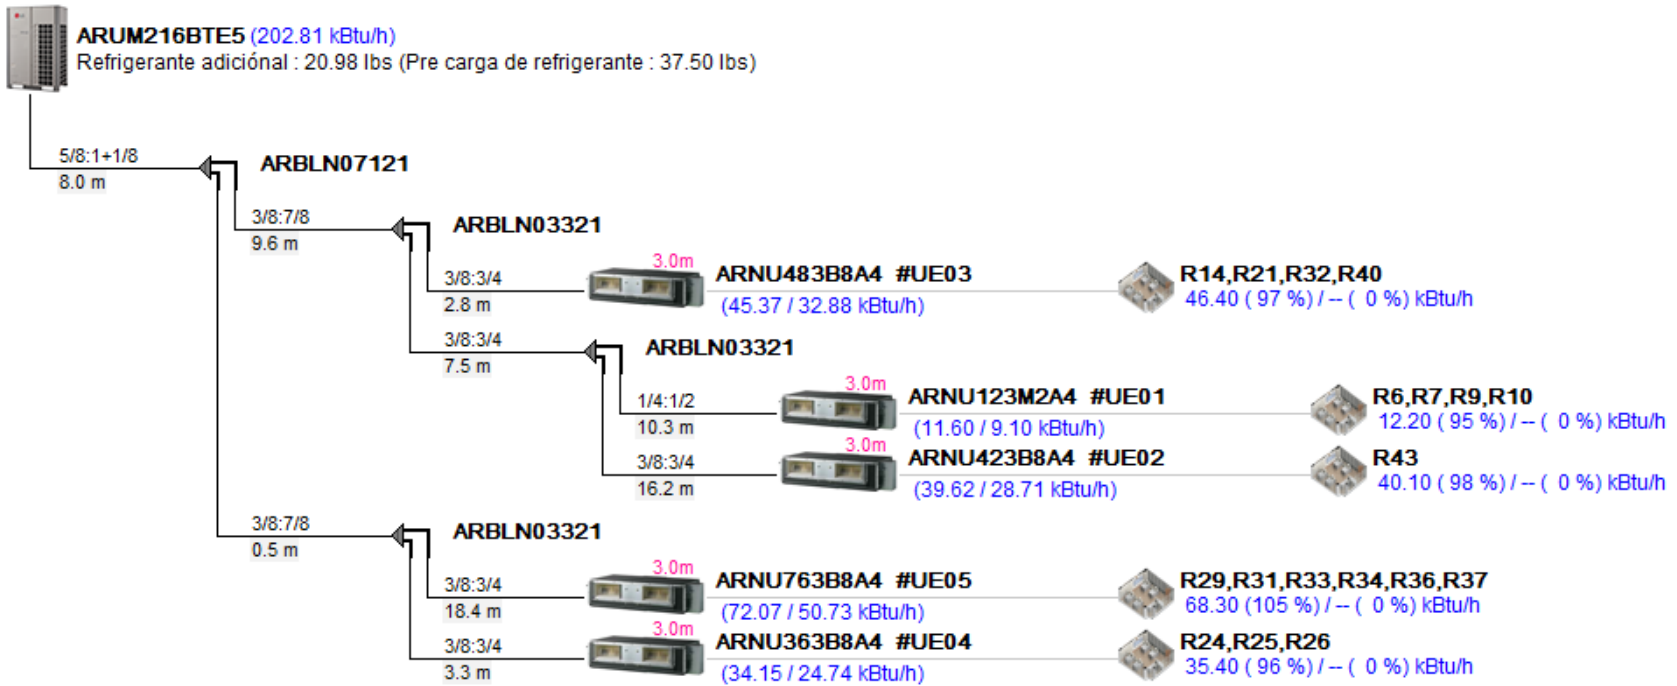 ARUM216BTE5 (202.81 kBtu/h)
Refrigerante adiciónal : 20.98 lbs (Pre carga de refrigerante : 37.50 lbs)
5/8:1+1/8
8.0 m
ARBLN07121
3/8:7/8
9.6 m
ARBLN03321
3/8:3/4
2.8 m
3.0m
ARNU483B8A4 #UE03
(45.37 / 32.88 kBtu/h)
R14,R21,R32,R40
46.40 ( 97 %) / -- ( 0 %) kBtu/h
3/8:3/4
7.5 m
ARBLN03321
1/4:1/2
10.3 m
3.0m
ARNU123M2A4 #UE01
(11.60 / 9.10 kBtu/h)
R6,R7,R9,R10
12.20 ( 95 %) / -- ( 0 %) kBtu/h
3/8:3/4
16.2 m
3.0m
ARNU423B8A4 #UE02
(39.62 / 28.71 kBtu/h)
R43
40.10 ( 98 %) / -- ( 0 %) kBtu/h
3/8:7/8
0.5 m
ARBLN03321
3/8:3/4
18.4 m
3.0m
ARNU763B8A4 #UE05
(72.07 / 50.73 kBtu/h)
R29,R31,R33,R34,R36,R37
68.30 (105 %) / -- ( 0 %) kBtu/h
3/8:3/4
3.3 m
3.0m
ARNU363B8A4 #UE04
(34.15 / 24.74 kBtu/h)
R24,R25,R26
35.40 ( 96 %) / -- ( 0 %) kBtu/h